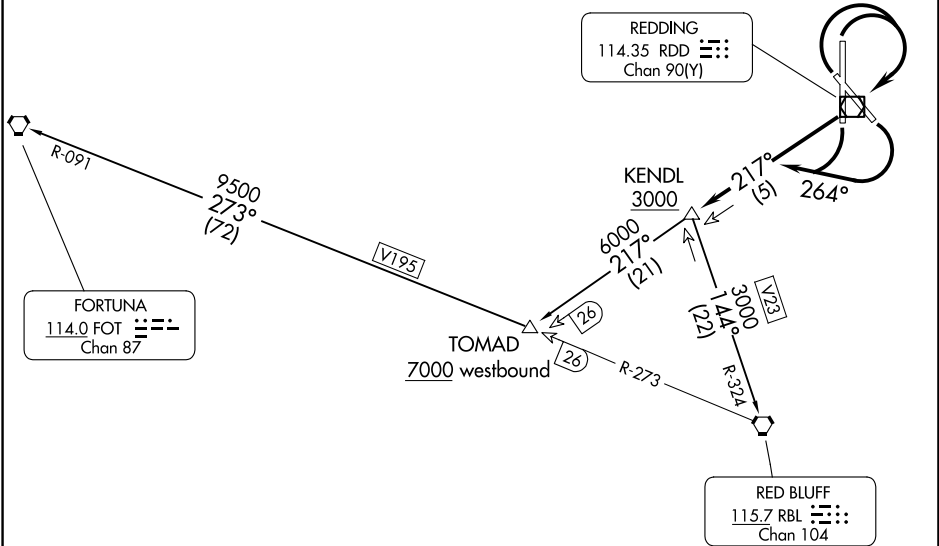 REDDING
114.35 RDD
Chan 90(Y)
R-091
9500
273°
(72)
V195
KENDL
3000
217°
(5)
264°
6000
217°
(21)
3000
144°
(22)
V23
FORTUNA
114.0 FOT
Chan 87
TOMAD
7000 westbound
26
26
R-273
R-324
RED BLUFF
115.7 RBL
Chan 104